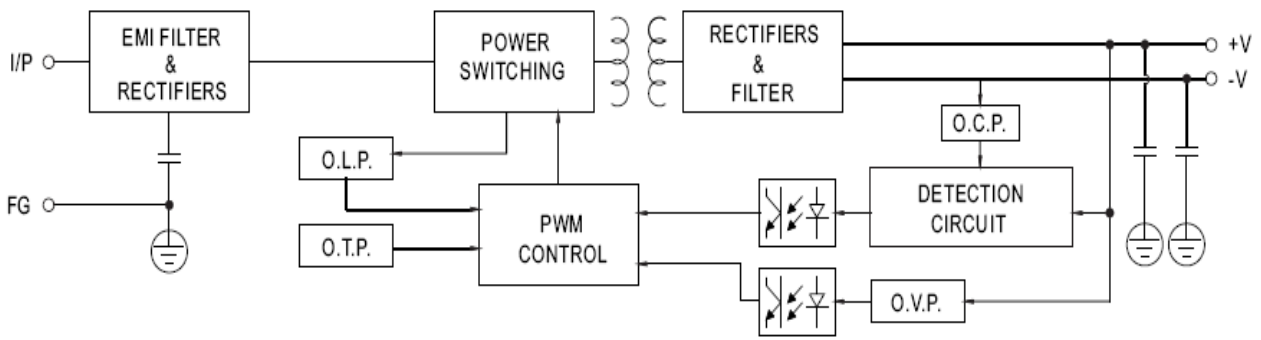 I/P
EMI FILTER
&
RECTIFIERS
POWER
SWITCHING
RECTIFIERS
&
FILTER
+V
-V
O.C.P.
O.L.P.
DETECTION
CIRCUIT
FG
PWM
CONTROL
O.T.P.
O.V.P.